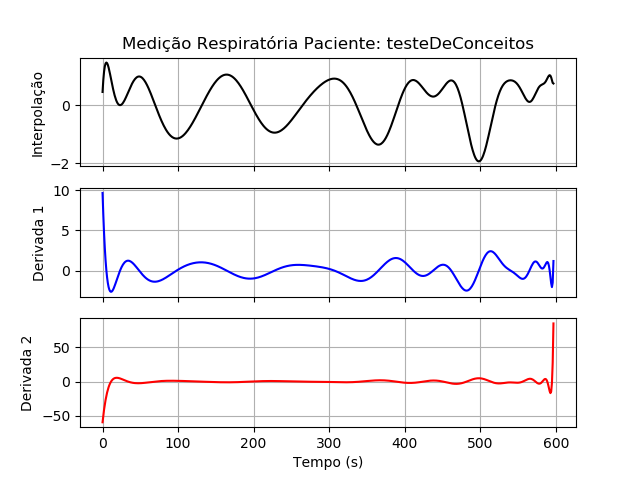 Medição Respiratória Paciente: testeDeConceitos
Interpolação
0
−2
Derivada 1
10
5
0
Derivada 2
50
0
−50
0 100 200 300 400 500 600
Tempo (s)